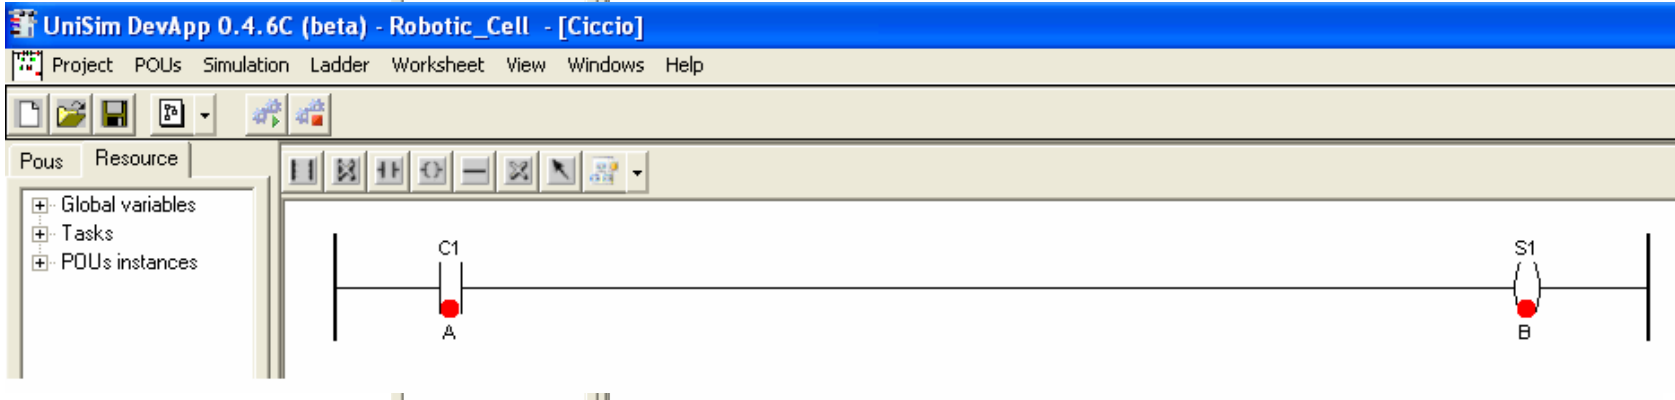 UniSim DevApp 0.4.6C (beta) - Robotic_Cell - [Ciccio]
Project POUs Simulation Ladder Worksheet View Windows Help
Pous Resource
Global variables
Tasks
POUs instances
C1 S1
A B